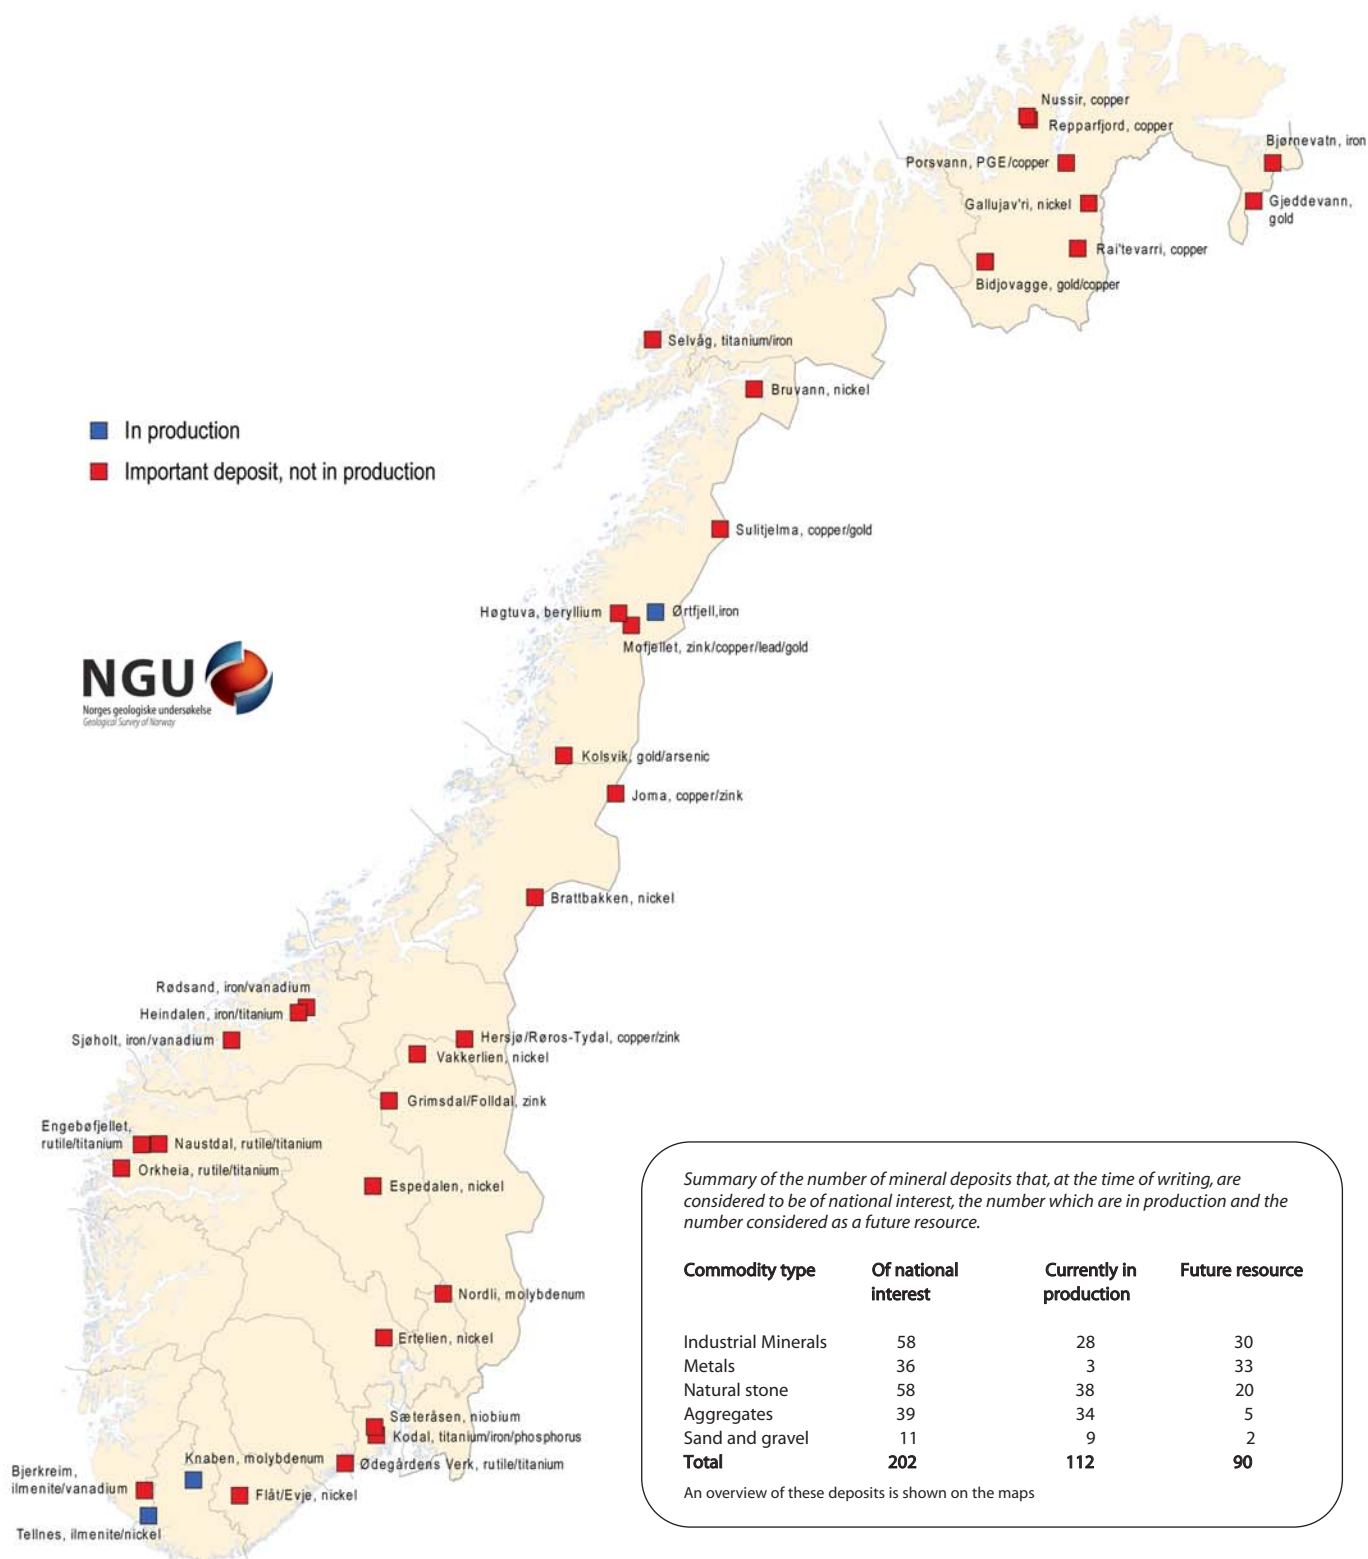 Nussir, copper
Repparfjord, copper
Bjørnevatn, iron
Porsvann, PGE/copper
Gallujav'ri, nickel
Gjeddevann,
gold
Rai'tevarri, copper
Bidjovagge, gold/copper
Selvåg, titanium/iron
Bruvann, nickel
In production
Important deposit, not in production
Sulitjelma, copper/gold
Høgtuva, beryllium
Ørtfjell,iron
Mofjellet, zink/copper/lead/gold
NGU
Norges geologiske undersøkelse
Geological Survey of Norway
Kolsvik, gold/arsenic
Joma, copper/zink
Brattbakken, nickel
Rødsand, iron/vanadium
Heindalen, iron/titanium
Sjøholt, iron/vanadium
Hersjø/Røros-Tydal, copper/zink
Vakkerlien, nickel
Grimsdal/Folldal, zink
Engebøfjellet,
rutile/titanium
Naustdal, rutile/titanium
Orkheia, rutile/titanium
Espedalen, nickel
Nordli, molybdenum
Ertelien, nickel
Sæteråsen, niobium
Kodal, titanium/iron/phosphorus
Knaben, molybdenum
Ødegårdens Verk, rutile/titanium
Bjerkreim,
ilmenite/vanadium
Flåt/Evje, nickel
Tellnes, ilmenite/nickel
Summary of the number of mineral deposits that, at the time of writing, are
considered to be of national interest, the number which are in production and the
number considered as a future resource.
Commodity type Of national interest Currently in production Future resource
Industrial Minerals 58 28 30
Metals 36 3 33
Natural stone 58 38 20
Aggregates 39 34 5
Sand and gravel 11 9 2
Total 202 112 90
An overview of these deposits is shown on the maps